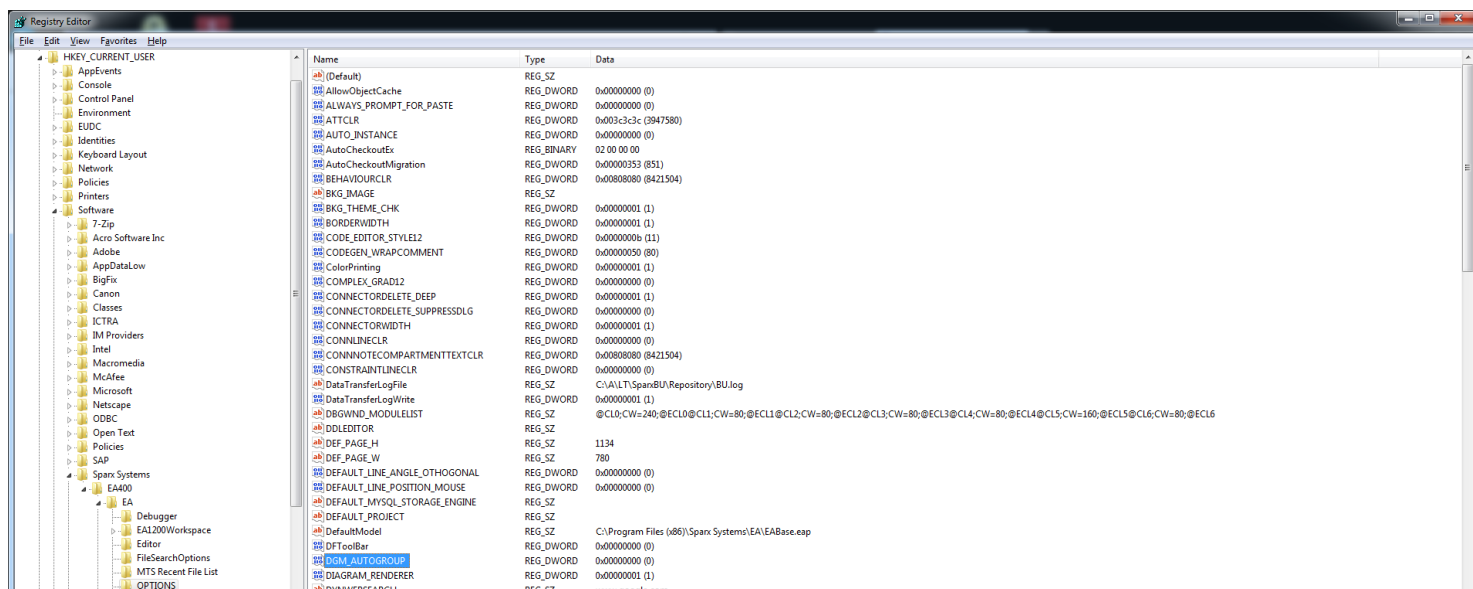 Registry Editor
File Edit View Favorites Help
HKEY_CURRENT_USER
AppEvents
Console
Control Panel
Environment
EUDC
Identities
Keyboard Layout
Network
Policies
Printers
Software
7-Zip
Acro Software Inc
Adobe
AppDataLow
BigFix
Canon
Classes
ICTRA
IM Providers
Intel
Macromedia
McAfee
Microsoft
Netscape
ODBC
Open Text
Policies
SAP
Sparx Systems
EA400
EA
Debugger
EA1200Workspace
Editor
FileSearchOptions
MTS Recent File List
OPTIONS
Name Type Data
(Default) REG_SZ
AllowObjectCache REG_DWORD 0x00000000 (0)
ALWAYS_PROMPT_FOR_PASTE REG_DWORD 0x00000000 (0)
ATTCLR REG_DWORD 0x003c3c3c (3947580)
AUTO_INSTANCE REG_DWORD 0x00000000 (0)
AutoCheckoutEx REG_BINARY 02 00 00 00
AutoCheckoutMigration REG_DWORD 0x00000353 (851)
BEHAVIOURCLR REG_DWORD 0x00808080 (8421504)
BKG_IMAGE REG_SZ
BKG_THEME_CHK REG_DWORD 0x00000001 (1)
BORDERWIDTH REG_DWORD 0x00000001 (1)
CODE_EDITOR_STYLE12 REG_DWORD 0x0000000b (11)
CODEGEN_WRAPCOMMENT REG_DWORD 0x00000050 (80)
ColorPrinting REG_DWORD 0x00000001 (1)
COMPLEX_GRAD12 REG_DWORD 0x00000000 (0)
CONNECTORDELETE_DEEP REG_DWORD 0x00000001 (1)
CONNECTORDELETE_SUPPRESSDLG REG_DWORD 0x00000000 (0)
CONNECTORWIDTH REG_DWORD 0x00000001 (1)
CONNLINECLR REG_DWORD 0x00000000 (0)
CONNNOTECOMPARTMENTTEXTCLR REG_DWORD 0x00808080 (8421504)
CONSTRAINTLINECLR REG_DWORD 0x00000000 (0)
DataTransferLogFile REG_SZ C:\A\LT\SparxBU\Repository\BU.log
DataTransferLogWrite REG_DWORD 0x00000001 (1)
DBGWND_MODULELIST REG_SZ @CL0;CW=240;@ECL0@CL1;CW=80;@ECL1@CL2;CW=80;@ECL2@CL3;CW=80;@ECL3@CL4;CW=80;@ECL4@CL5;CW=160;@ECL5@CL6;CW=80;@ECL6
DDLEDITOR REG_SZ
DEF_PAGE_H REG_SZ 1134
DEF_PAGE_W REG_SZ 780
DEFAULT_LINE_ANGLE_OTHOGONAL REG_DWORD 0x00000000 (0)
DEFAULT_LINE_POSITION_MOUSE REG_DWORD 0x00000000 (0)
DEFAULT_MYSQL_STORAGE_ENGINE REG_SZ
DEFAULT_PROJECT REG_SZ
DefaultModel REG_SZ C:\Program Files (x86)\Sparx Systems\EA\EABase.eap
DFToolBar REG_DWORD 0x00000000 (0)
DGM_AUTOGROUP REG_DWORD 0x00000000 (0)
DIAGRAM_RENDERER REG_DWORD 0x00000001 (1)